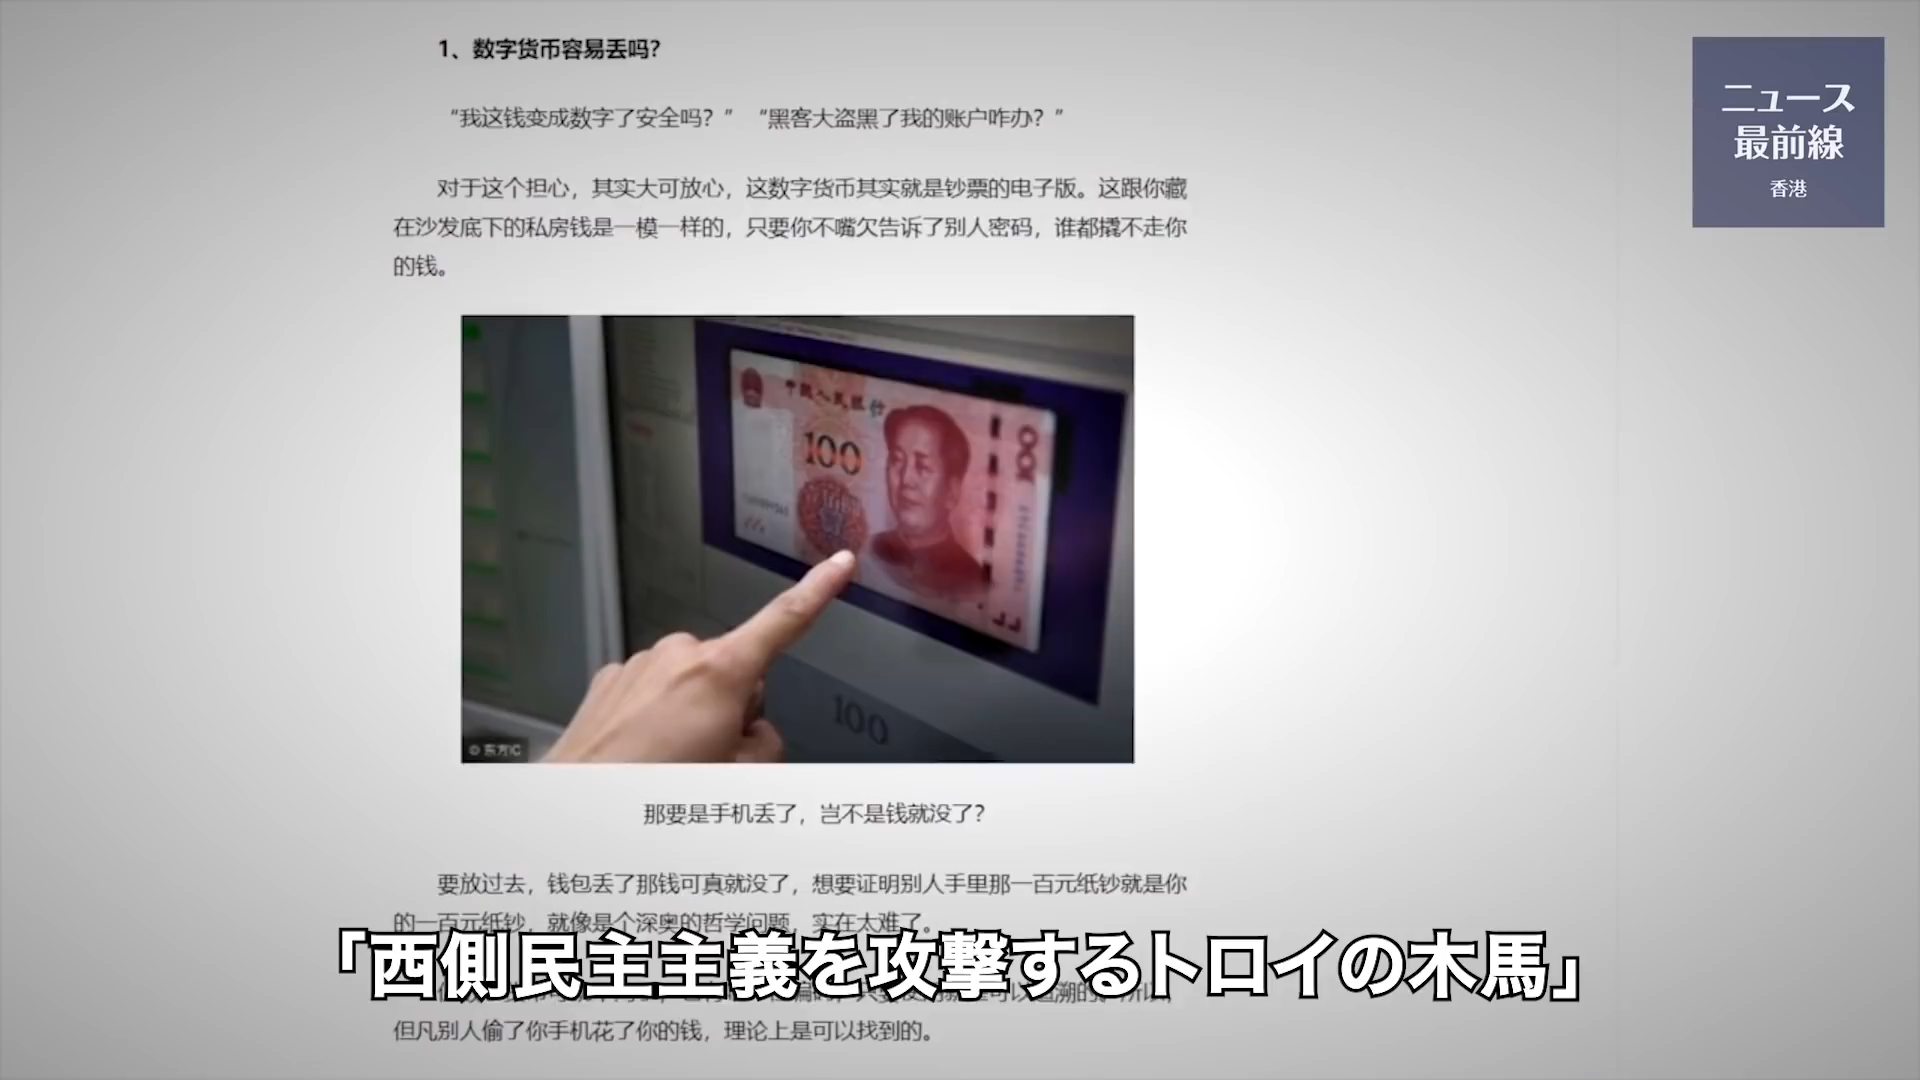 1、数字货币容易丢吗？
ニュース
最前線
香港
“我这钱变成数字了安全吗？”“黑客大盗黑了我的账户咋办？”
对于这个担心，其实大可放心，这数字货币其实就是钞票的电子版。这跟你藏
在沙发底下的私房钱是一模一样的，只要你不嘴欠告诉了别人密码，谁都撬不走你
的钱。
中国人民银行
100
100
100
© 东方IC
那要是手机丢了，岂不是钱就没了？
要放过去，钱包丢了那钱可真就没了，想要证明别人手里那一百元纸钞就是你
的一百元纸钞，就像是个深奥的哲学问题，实在太难了。
「西側民主主義を攻撃するトロイの木馬」
但凡别人偷了你手机花了你的钱，理论上是可以找到的。